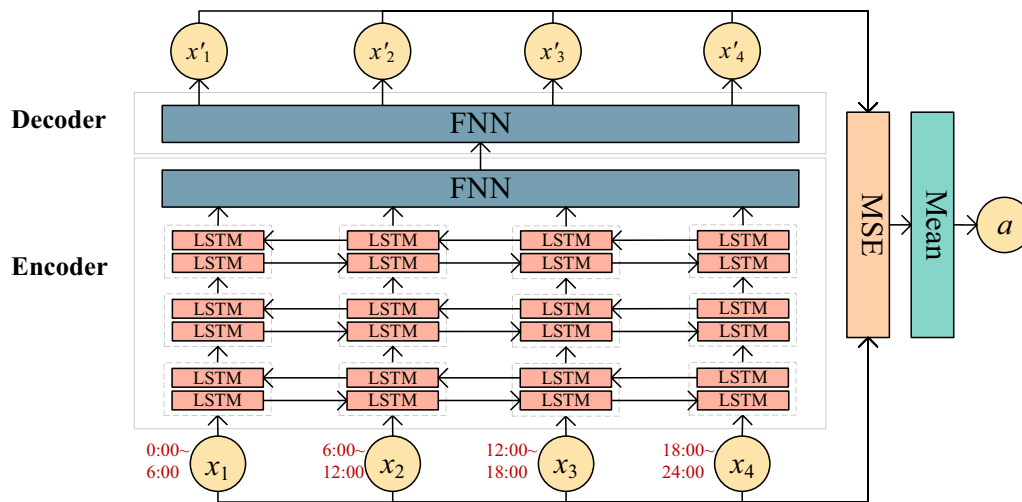 x'₁ x'₂ x'₃ x'₄
Decoder
FNN
FNN
MSE
Mean
a
Encoder
LSTM LSTM LSTM LSTM
LSTM LSTM LSTM LSTM
LSTM LSTM LSTM LSTM
LSTM LSTM LSTM LSTM
LSTM LSTM LSTM LSTM
LSTM LSTM LSTM LSTM
0:00~
6:00
x₁
6:00~
12:00
x₂
12:00~
18:00
x₃
18:00~
24:00
x₄